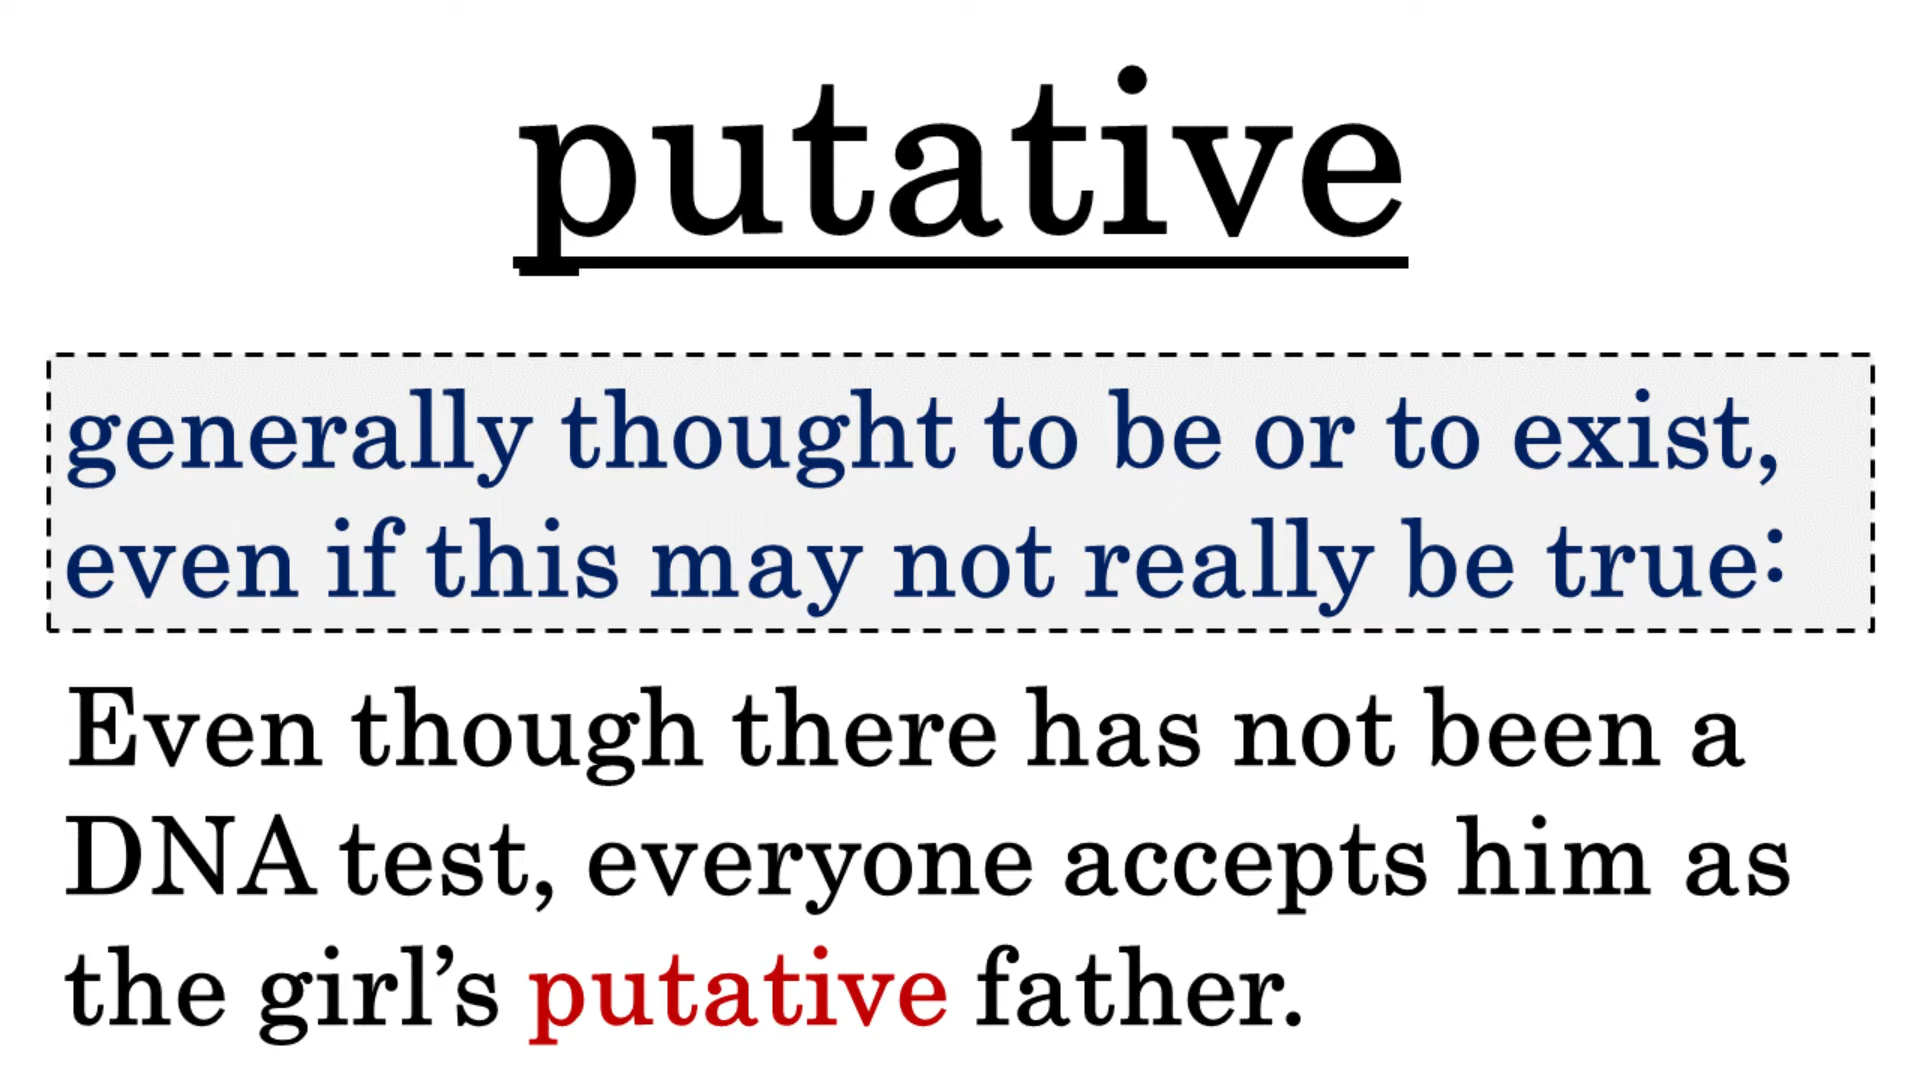 putative
generally thought to be or to exist,
even if this may not really be true:
Even though there has not been a
DNA test, everyone accepts him as
the girl’s putative father.